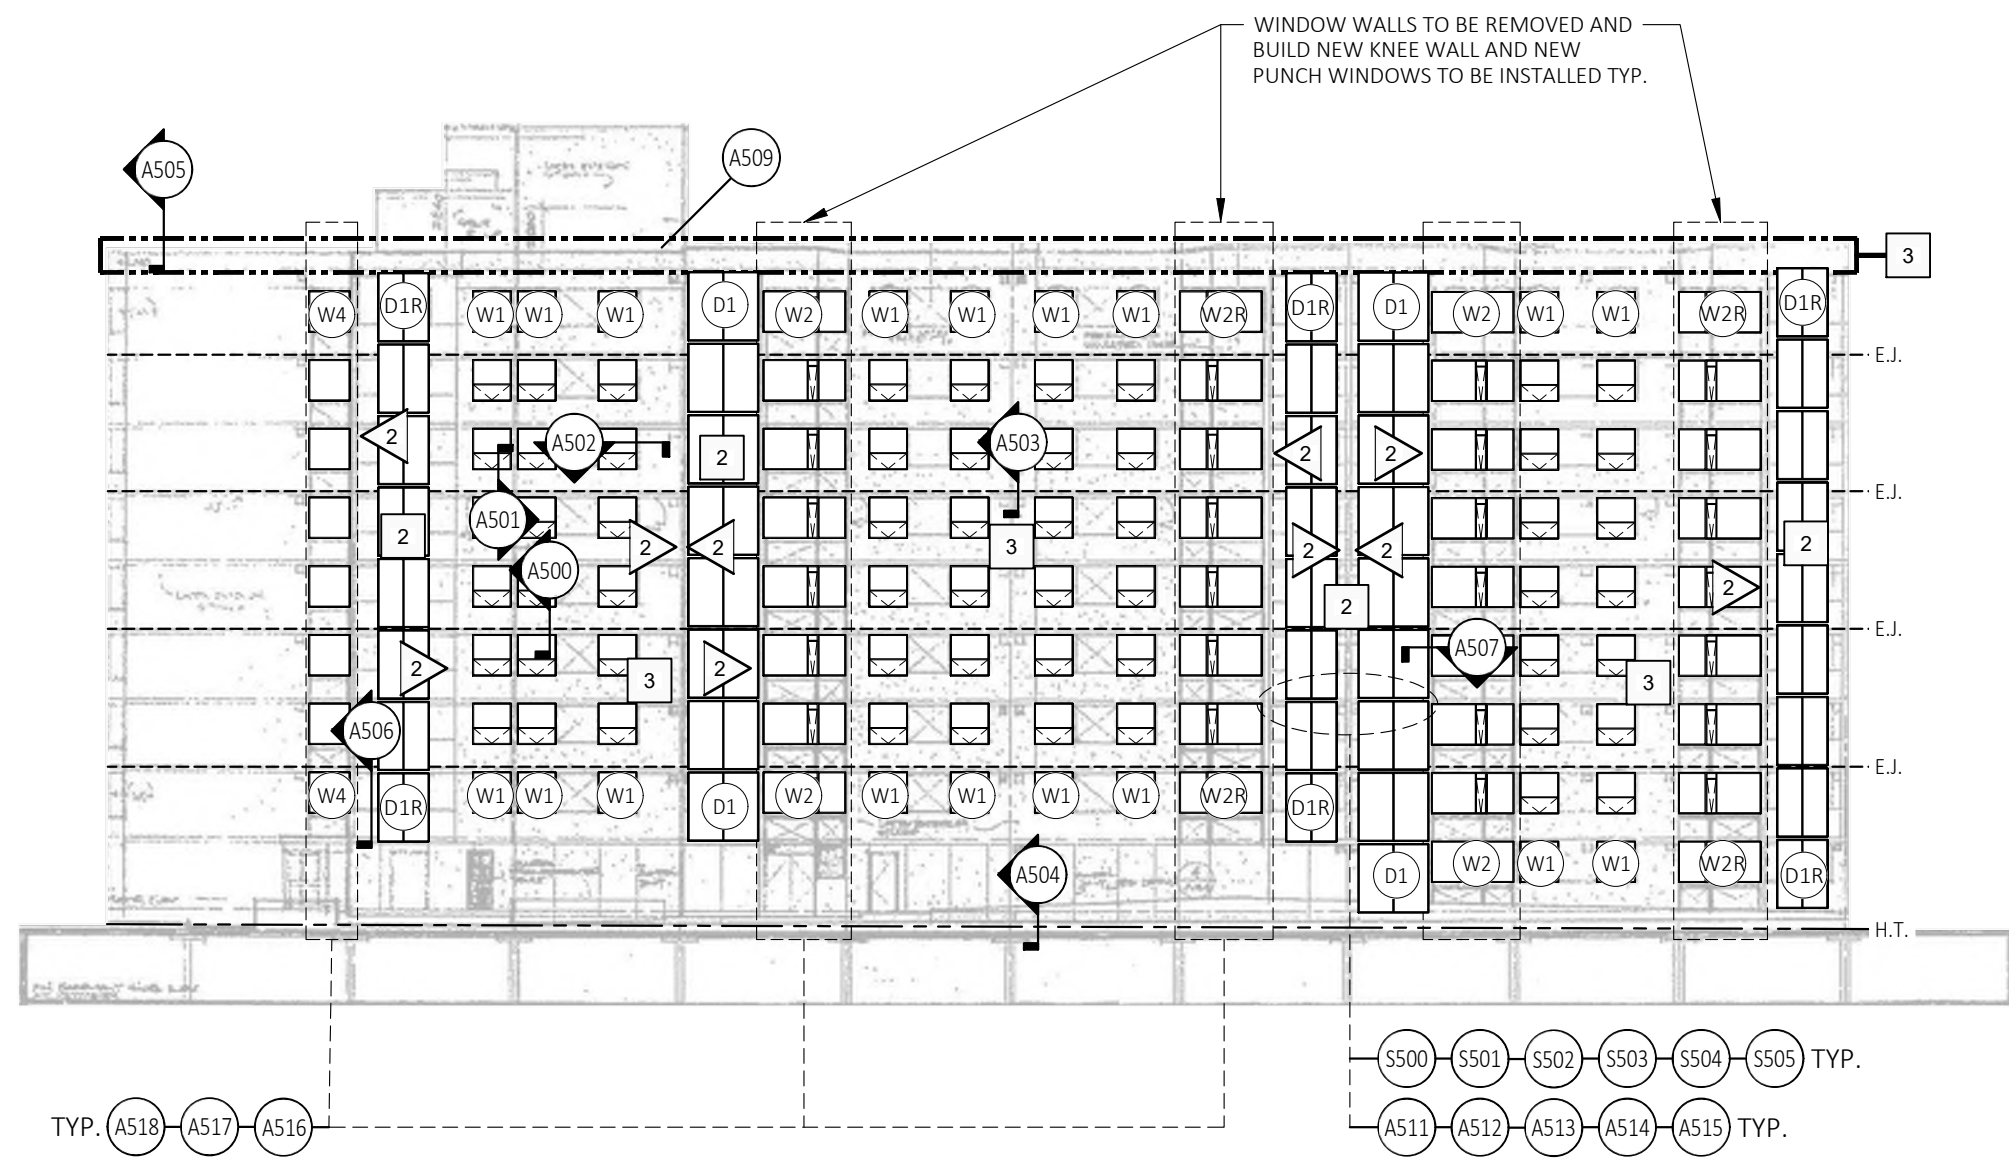 WINDOW WALLS TO BE REMOVED AND
BUILD NEW KNEE WALL AND NEW
PUNCH WINDOWS TO BE INSTALLED TYP.
A505
A509
3
W4 D1R W1 W1 W1 D1 W2 W1 W1 W1 W1 W2R D1R D1 W2 W1 W1 W2R D1R
E.J.
2 A502 2 A503 2 2
E.J.
A501 2 2 2 3 2 2 2
A500 2 2
E.J.
2 3 2 A507 3
A506
E.J.
W4 D1R W1 W1 W1 D1 W2 W1 W1 W1 W1 W2R D1R
A504 D1 W2 W1 W1 W2R D1R
H.T.
S500 S501 S502 S503 S504 S505 TYP.
TYP. A518 A517 A516
A511 A512 A513 A514 A515 TYP.